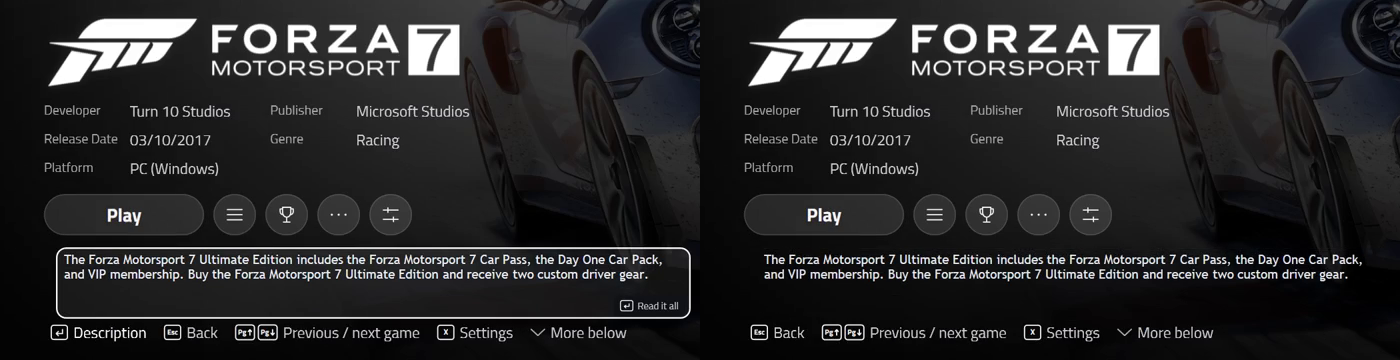 FORZA MOTORSPORT 7
Developer Turn 10 Studios Publisher Microsoft Studios
Release Date 03/10/2017 Genre Racing
Platform PC (Windows)
Play
The Forza Motorsport 7 Ultimate Edition includes the Forza Motorsport 7 Car Pass, the Day One Car Pack,
and VIP membership. Buy the Forza Motorsport 7 Ultimate Edition and receive two custom driver gear.
Read it all
Description Esc Back Pg↑ Pg↓ Previous / next game X Settings More below
FORZA MOTORSPORT 7
Developer Turn 10 Studios Publisher Microsoft Studios
Release Date 03/10/2017 Genre Racing
Platform PC (Windows)
Play
The Forza Motorsport 7 Ultimate Edition includes the Forza Motorsport 7 Car Pass, the Day One Car Pack,
and VIP membership. Buy the Forza Motorsport 7 Ultimate Edition and receive two custom driver gear.
Esc Back Pg↑ Pg↓ Previous / next game X Settings More below